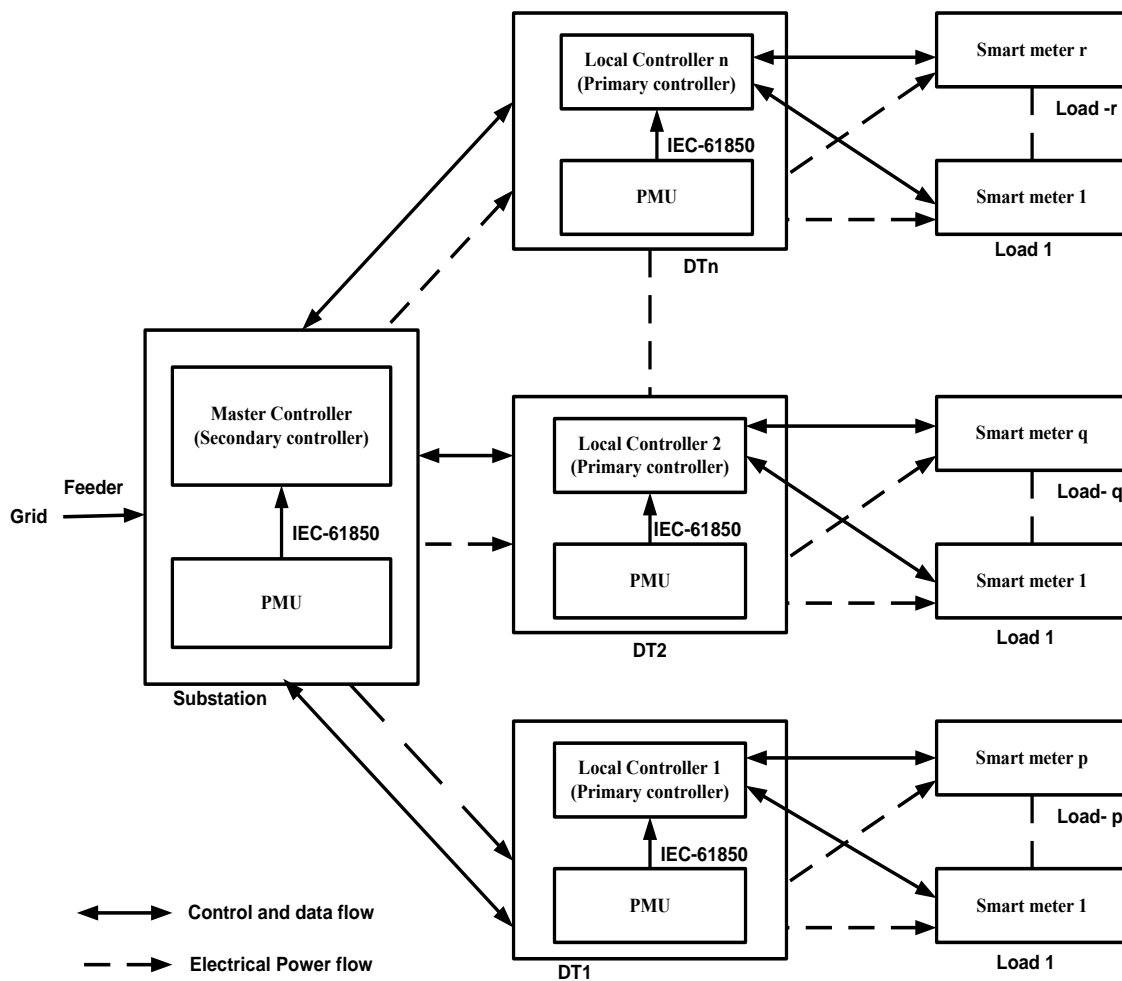 Local Controller n
(Primary controller)
IEC-61850
PMU
DTn
Smart meter r
Load -r
Smart meter 1
Load 1
Master Controller
(Secondary controller)
IEC-61850
PMU
Substation
Feeder
Grid
Local Controller 2
(Primary controller)
IEC-61850
PMU
DT2
Smart meter q
Load- q
Smart meter 1
Load 1
Local Controller 1
(Primary controller)
IEC-61850
PMU
DT1
Smart meter p
Load- p
Smart meter 1
Load 1
Control and data flow
Electrical Power flow